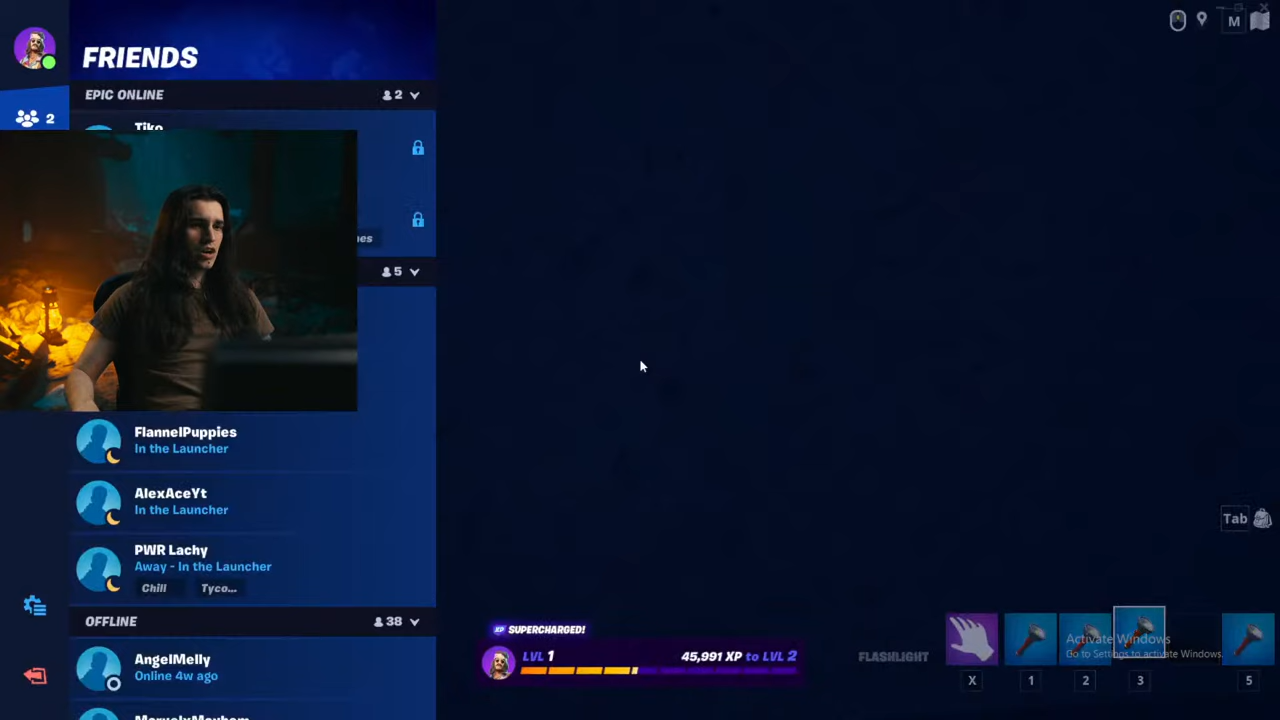 M
FRIENDS
EPIC ONLINE
2
2
Tiko
5
FlannelPuppies
In the Launcher
AlexAceYt
In the Launcher
Tab
PWR Lachy
Away - In the Launcher
Chill
Tyco...
OFFLINE
38
SUPERCHARGED!
LVL 1
45,991 XP to LVL 2
FLASHLIGHT
Activate Windows
Go to Settings to activate Windows.
X
1
2
3
5
AngelMelly
Online 4w ago